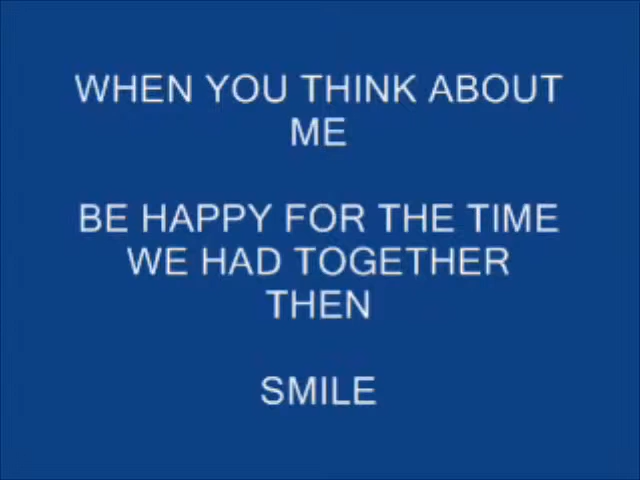 WHEN YOU THINK ABOUT
ME
BE HAPPY FOR THE TIME
WE HAD TOGETHER
THEN
SMILE